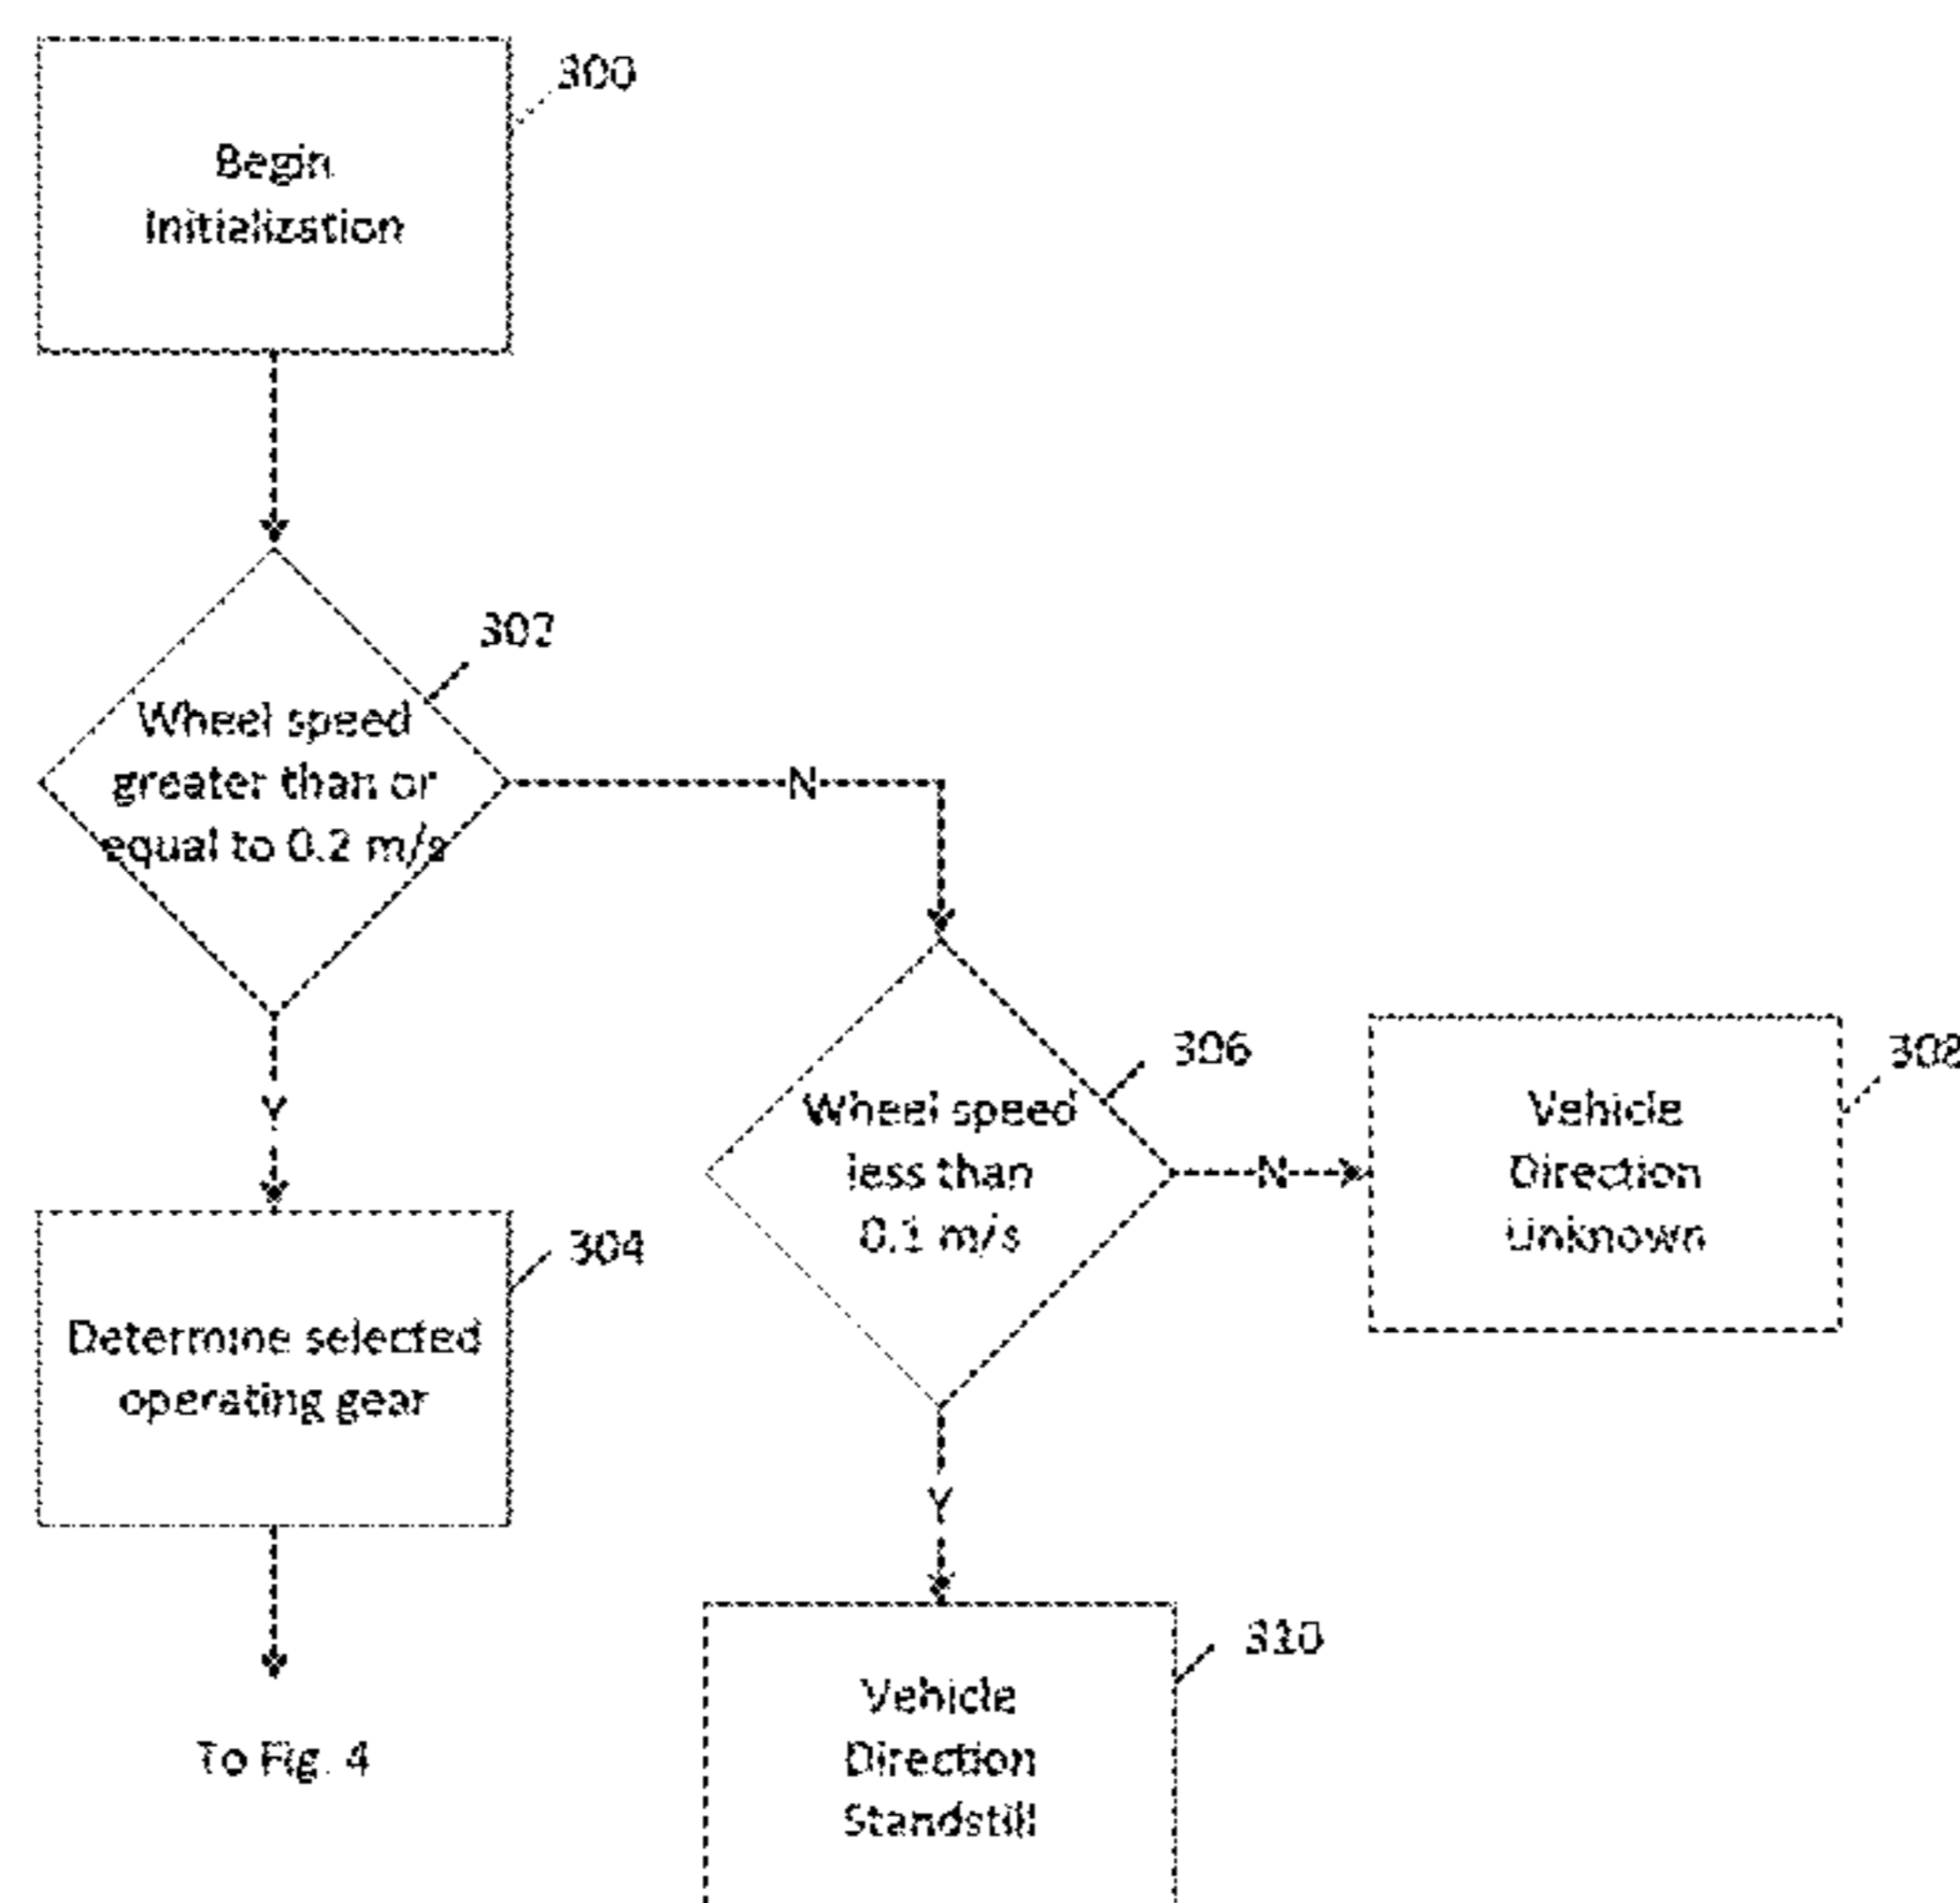 300
Begin
Initialization
302
Wheel speed
greater than or
equal to 0.2 m/s
N
Y
306
Wheel speed
less than
0.1 m/s
N
308
Vehicle
Direction
Unknown
304
Determine selected
operating gear
Y
310
Vehicle
Direction
Standstill
To Fig. 4